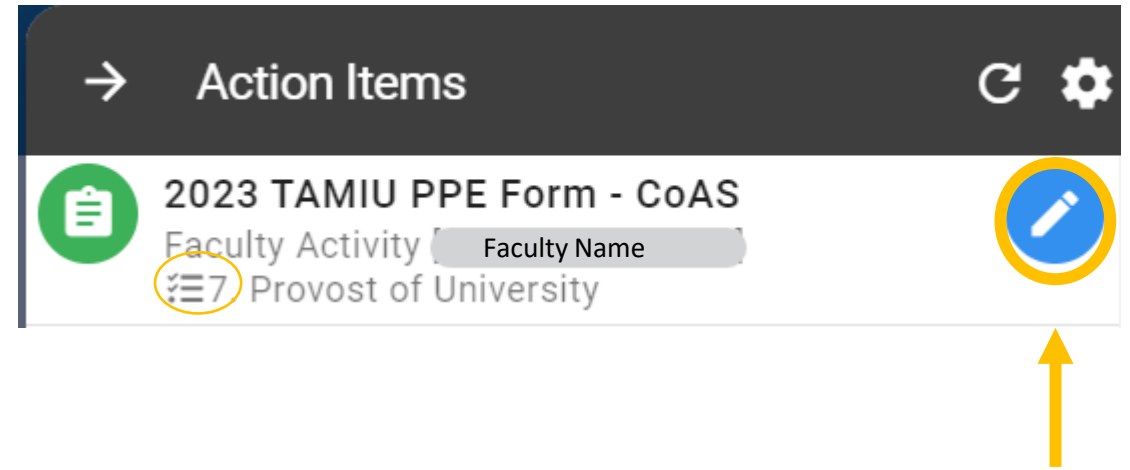 Action Items
2023 TAMIU PPE Form - CoAS
Faculty Activity [ Faculty Name ]
7. Provost of University